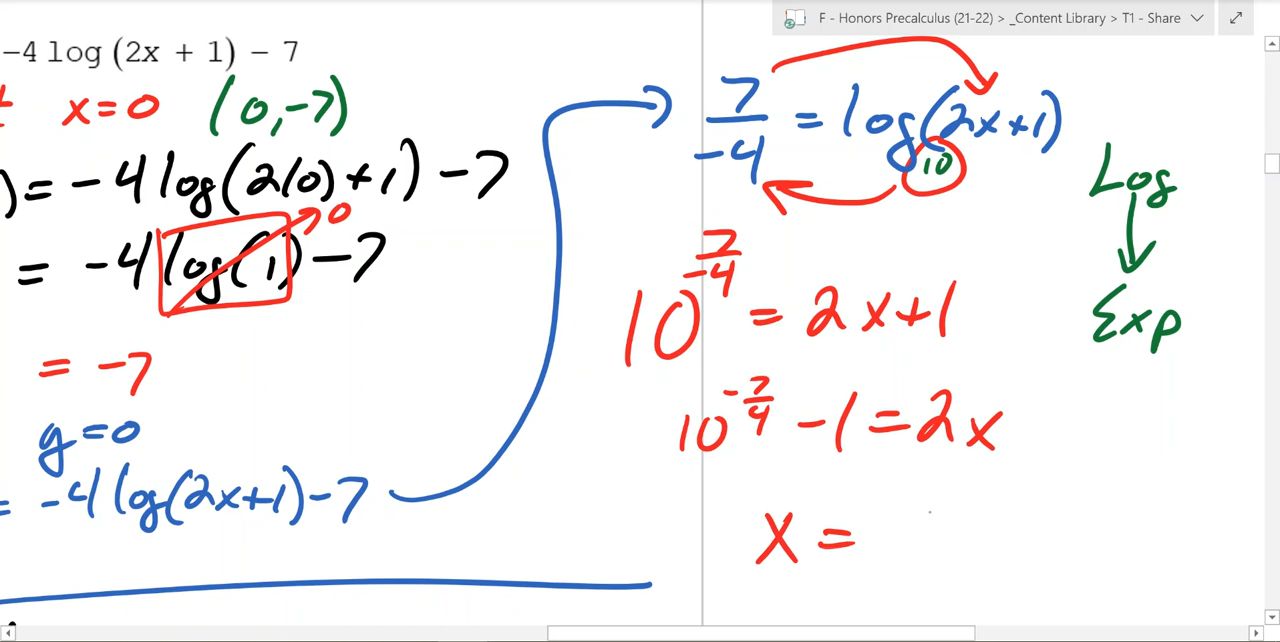 F - Honors Precalculus (21-22) > _Content Library > T1 - Share
-4 log (2x + 1) - 7
x=0 (0,-7)
) = -4 log(2(0)+1) -7
= -4 log(1) -7
0
= -7
y=0
= -4 log(2x+1) -7
7/-4 = log(2x+1)
10
10^(7/-4) = 2x+1
10^(-7/4) -1 = 2x
x =
Log
Exp